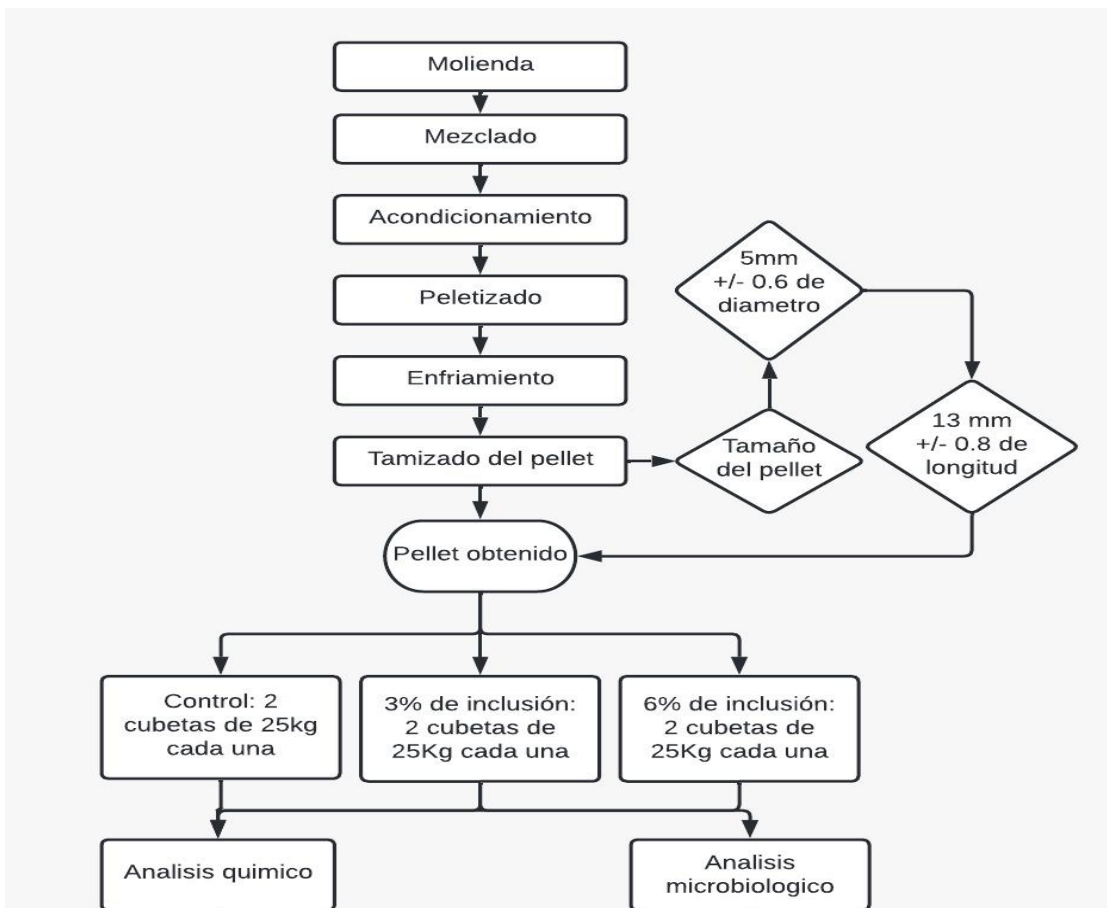 Molienda
Mezclado
Acondicionamiento
Peletizado
Enfriamiento
Tamizado del pellet
Tamaño
del pellet
5mm
+/- 0.6 de
diametro
13 mm
+/- 0.8 de
longitud
Pellet obtenido
Control: 2
cubetas de 25kg
cada una
3% de inclusión:
2 cubetas de
25Kg cada una
6% de inclusión:
2 cubetas de
25Kg cada una
Analisis quimico
Analisis
microbiologico